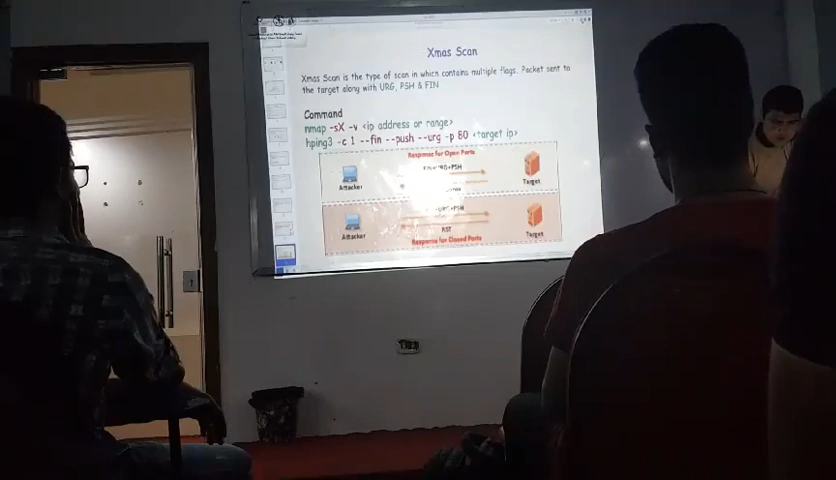 Xmas Scan
Xmas Scan is the type of scan in which contains multiple flags. Packet sent to
the target along with URG, PSH & FIN
Command
nmap -sX -v <ip address or range>
hping3 -c 1 --fin --push --urg -p 80 <target ip>
Response for Open Ports
Attacker
Target
Attacker
RST
Target
Response for Closed Ports